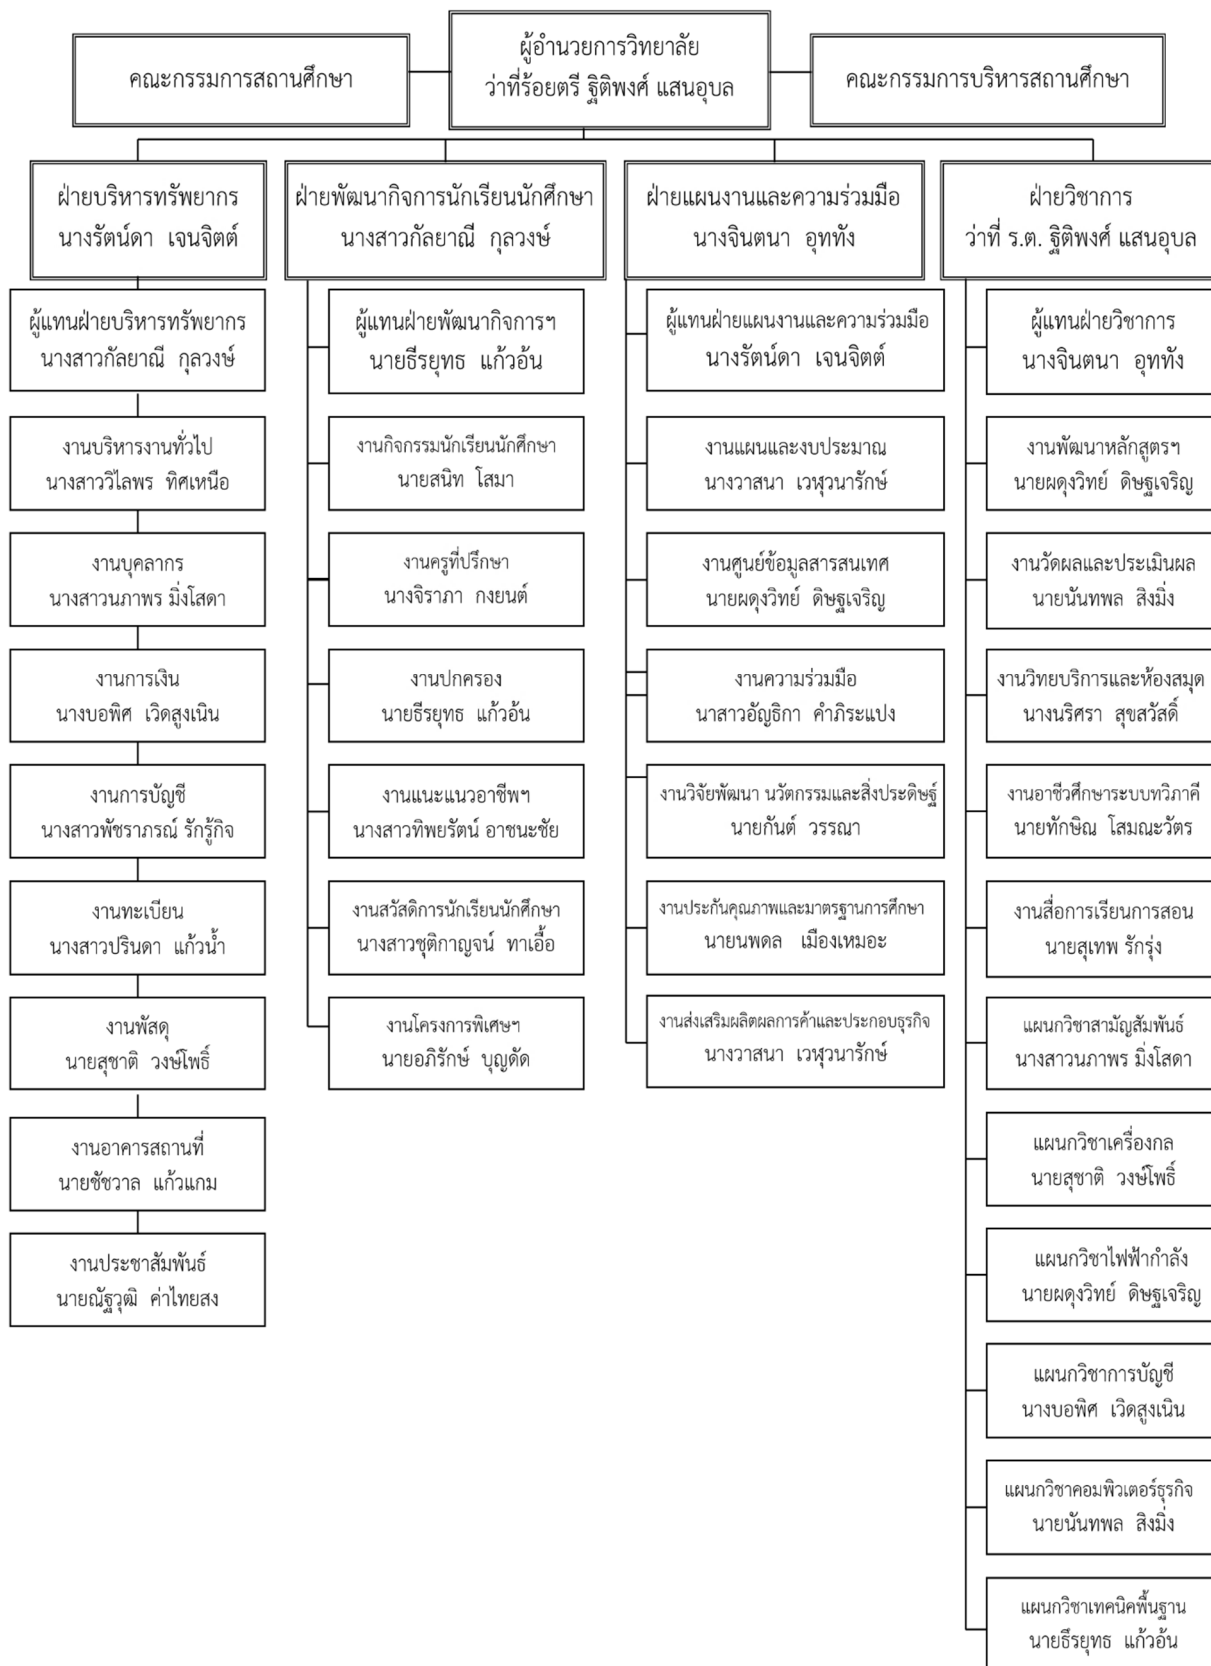 ผู้อำนวยการวิทยาลัย
ว่าที่ร้อยตรี ฐิติพงศ์ แสนอุบล
คณะกรรมการสถานศึกษา
คณะกรรมการบริหารสถานศึกษา
ฝ่ายบริหารทรัพยากร
นางรัตน์ดา เจนจิตต์
ผู้แทนฝ่ายบริหารทรัพยากร
นางสาวกัลยาณี กุลวงษ์
งานบริหารงานทั่วไป
นางสาววิไลพร ทิศเหนือ
งานบุคลากร
นางสาวนภาพร มิ่งโสดา
งานการเงิน
นางบอพิศ เวิดสูงเนิน
งานการบัญชี
นางสาวพัชราภรณ์ รักรู้กิจ
งานทะเบียน
นางสาวปรินดา แก้วน้ำ
งานพัสดุ
นายสุชาติ วงษ์โพธิ์
งานอาคารสถานที่
นายชัชวาล แก้วแกม
งานประชาสัมพันธ์
นายณัฐวุฒิ ค่าไทยสง
ฝ่ายพัฒนากิจการนักเรียนนักศึกษา
นางสาวกัลยาณี กุลวงษ์
ผู้แทนฝ่ายพัฒนากิจการฯ
นายธีรยุทธ แก้วอ้น
งานกิจกรรมนักเรียนนักศึกษา
นายสนิท โสมา
งานครูที่ปรึกษา
นางจิราภา กงยนต์
งานปกครอง
นายธีรยุทธ แก้วอ้น
งานแนะแนวอาชีพฯ
นางสาวทิพยรัตน์ อาชนะชัย
งานสวัสดิการนักเรียนนักศึกษา
นางสาวชุติกาญจน์ ทาเอื้อ
งานโครงการพิเศษฯ
นายอภิรักษ์ บุญดัด
ฝ่ายแผนงานและความร่วมมือ
นางจินตนา อุททัง
ผู้แทนฝ่ายแผนงานและความร่วมมือ
นางรัตน์ดา เจนจิตต์
งานแผนและงบประมาณ
นางวาสนา เวฬุวนารักษ์
งานศูนย์ข้อมูลสารสนเทศ
นายผดุงวิทย์ ดิษฐเจริญ
งานความร่วมมือ
นาสาวอัญธิกา คำภิระแปง
งานวิจัยพัฒนา นวัตกรรมและสิ่งประดิษฐ์
นายกันต์ วรรณา
งานประกันคุณภาพและมาตรฐานการศึกษา
นายนพดล เมืองเหมอะ
งานส่งเสริมผลิตผลการค้าและประกอบธุรกิจ
นางวาสนา เวฬุวนารักษ์
ฝ่ายวิชาการ
ว่าที่ ร.ต. ฐิติพงศ์ แสนอุบล
ผู้แทนฝ่ายวิชาการ
นางจินตนา อุททัง
งานพัฒนาหลักสูตรฯ
นายผดุงวิทย์ ดิษฐเจริญ
งานวัดผลและประเมินผล
นายนันทพล สิงมิ่ง
งานวิทยบริการและห้องสมุด
นางนริศรา สุขสวัสดิ์
งานอาชีวศึกษาระบบทวิภาคี
นายทักษิณ โสมณะวัตร
งานสื่อการเรียนการสอน
นายสุเทพ รักรุ่ง
แผนกวิชาสามัญสัมพันธ์
นางสาวนภาพร มิ่งโสดา
แผนกวิชาเครื่องกล
นายสุชาติ วงษ์โพธิ์
แผนกวิชาไฟฟ้ากำลัง
นายผดุงวิทย์ ดิษฐเจริญ
แผนกวิชาการบัญชี
นางบอพิศ เวิดสูงเนิน
แผนกวิชาคอมพิวเตอร์ธุรกิจ
นายนันทพล สิงมิ่ง
แผนกวิชาเทคนิคพื้นฐาน
นายธีรยุทธ แก้วอ้น